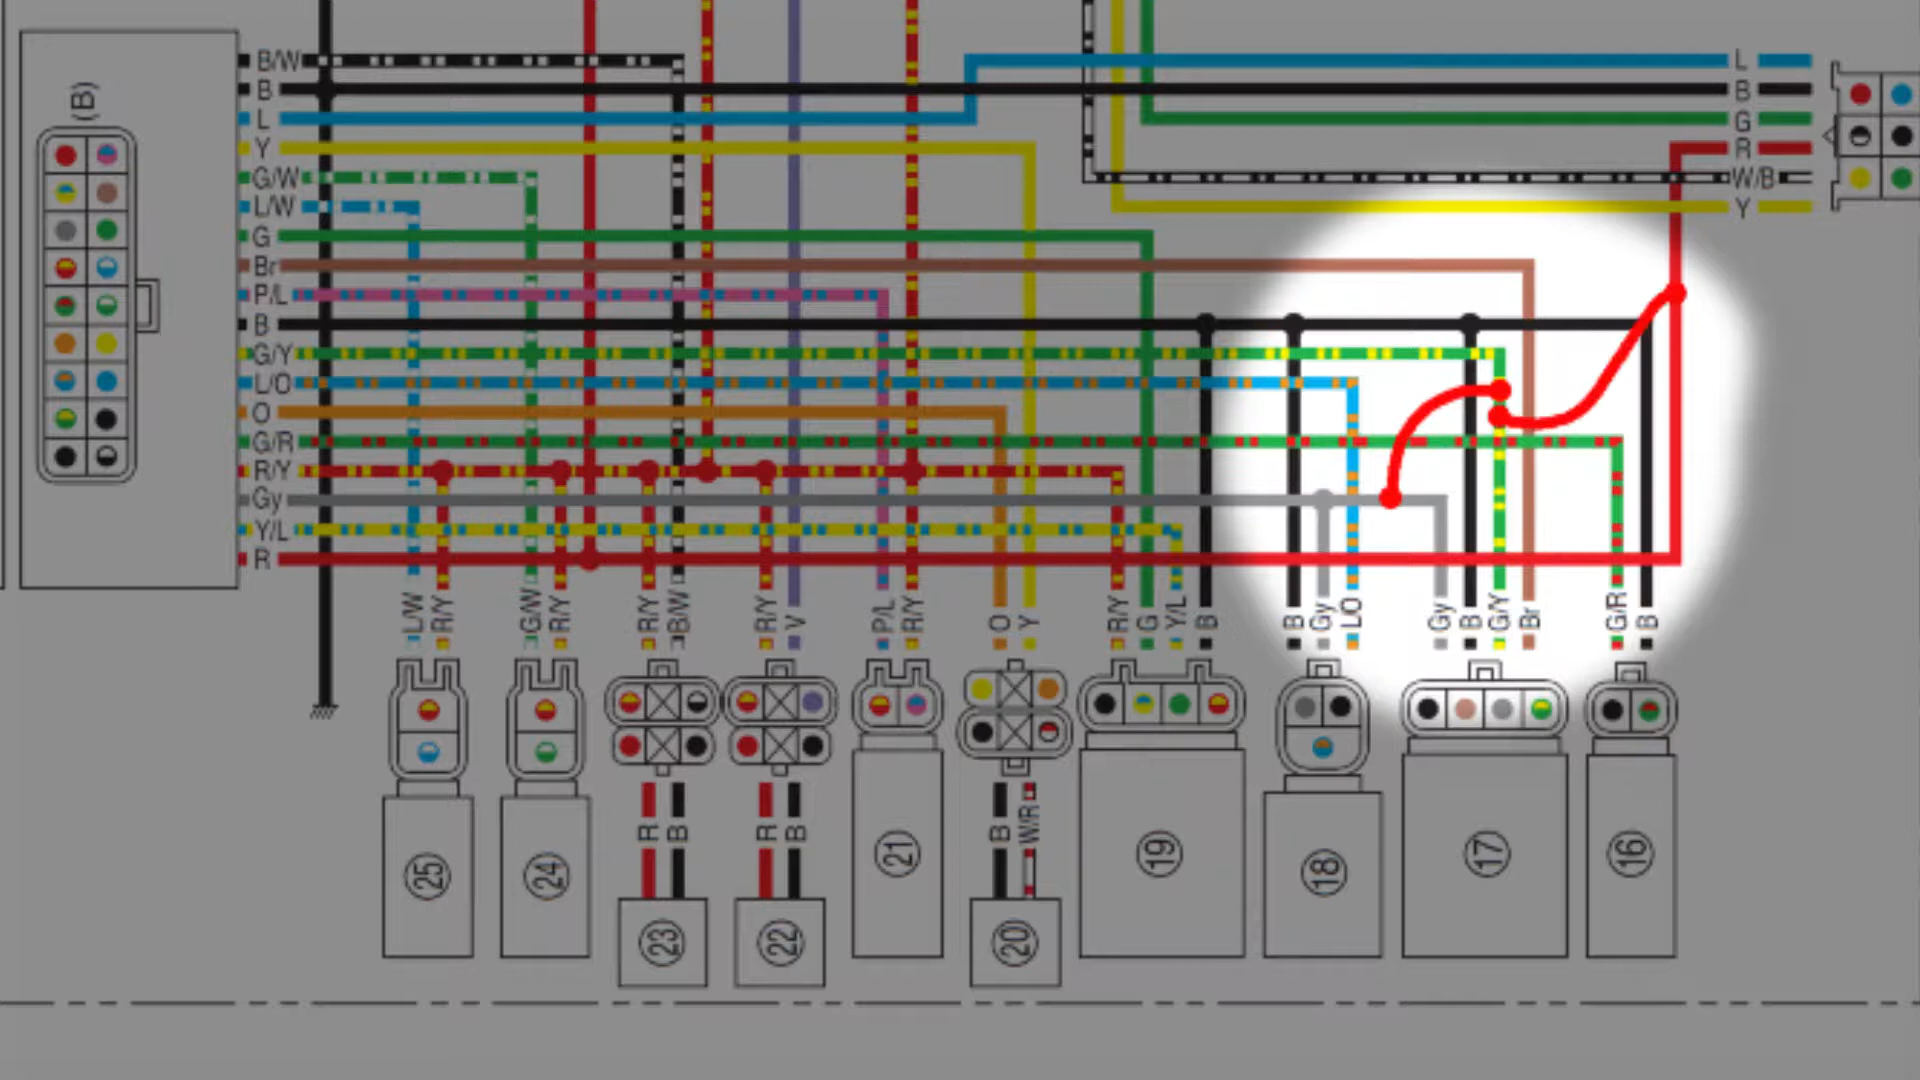 (B)
B/W
B
L
Y
G/W
L/W
G
Br
P/L
B
G/Y
L/O
O
G/R
R/Y
Gy
Y/L
R
L
B
G
R
W/B
Y
L/W R/Y G/W R/Y R/Y B/W R/Y V P/L R/Y O Y R/Y G Y/L B B Gy L/O Gy B G/Y Br G/R B
R B R B B W/R
25 24 23 22 21 20 19 18 17 16